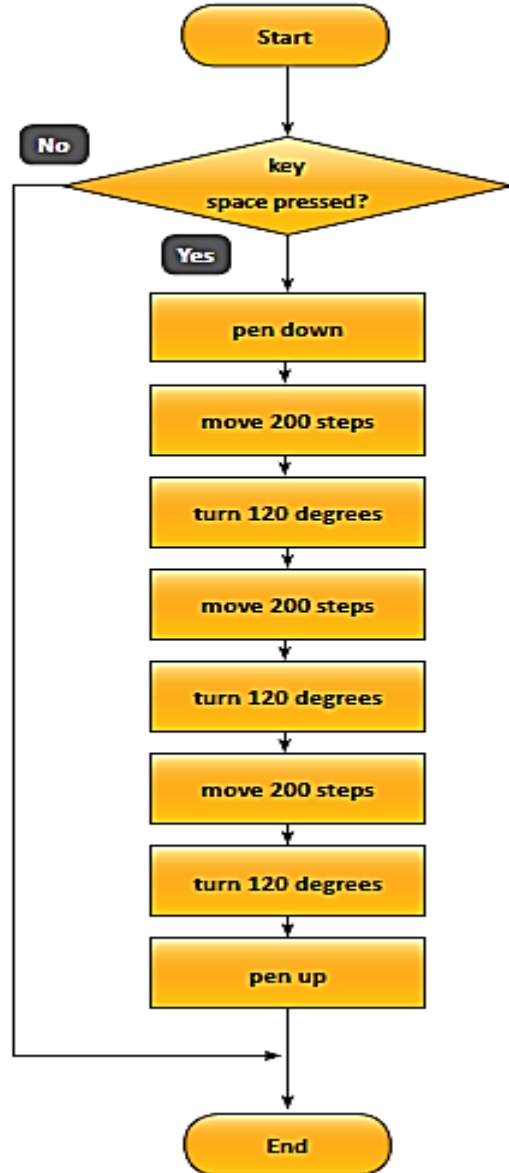 Start
No
key
space pressed?
Yes
pen down
move 200 steps
turn 120 degrees
move 200 steps
turn 120 degrees
move 200 steps
turn 120 degrees
pen up
End